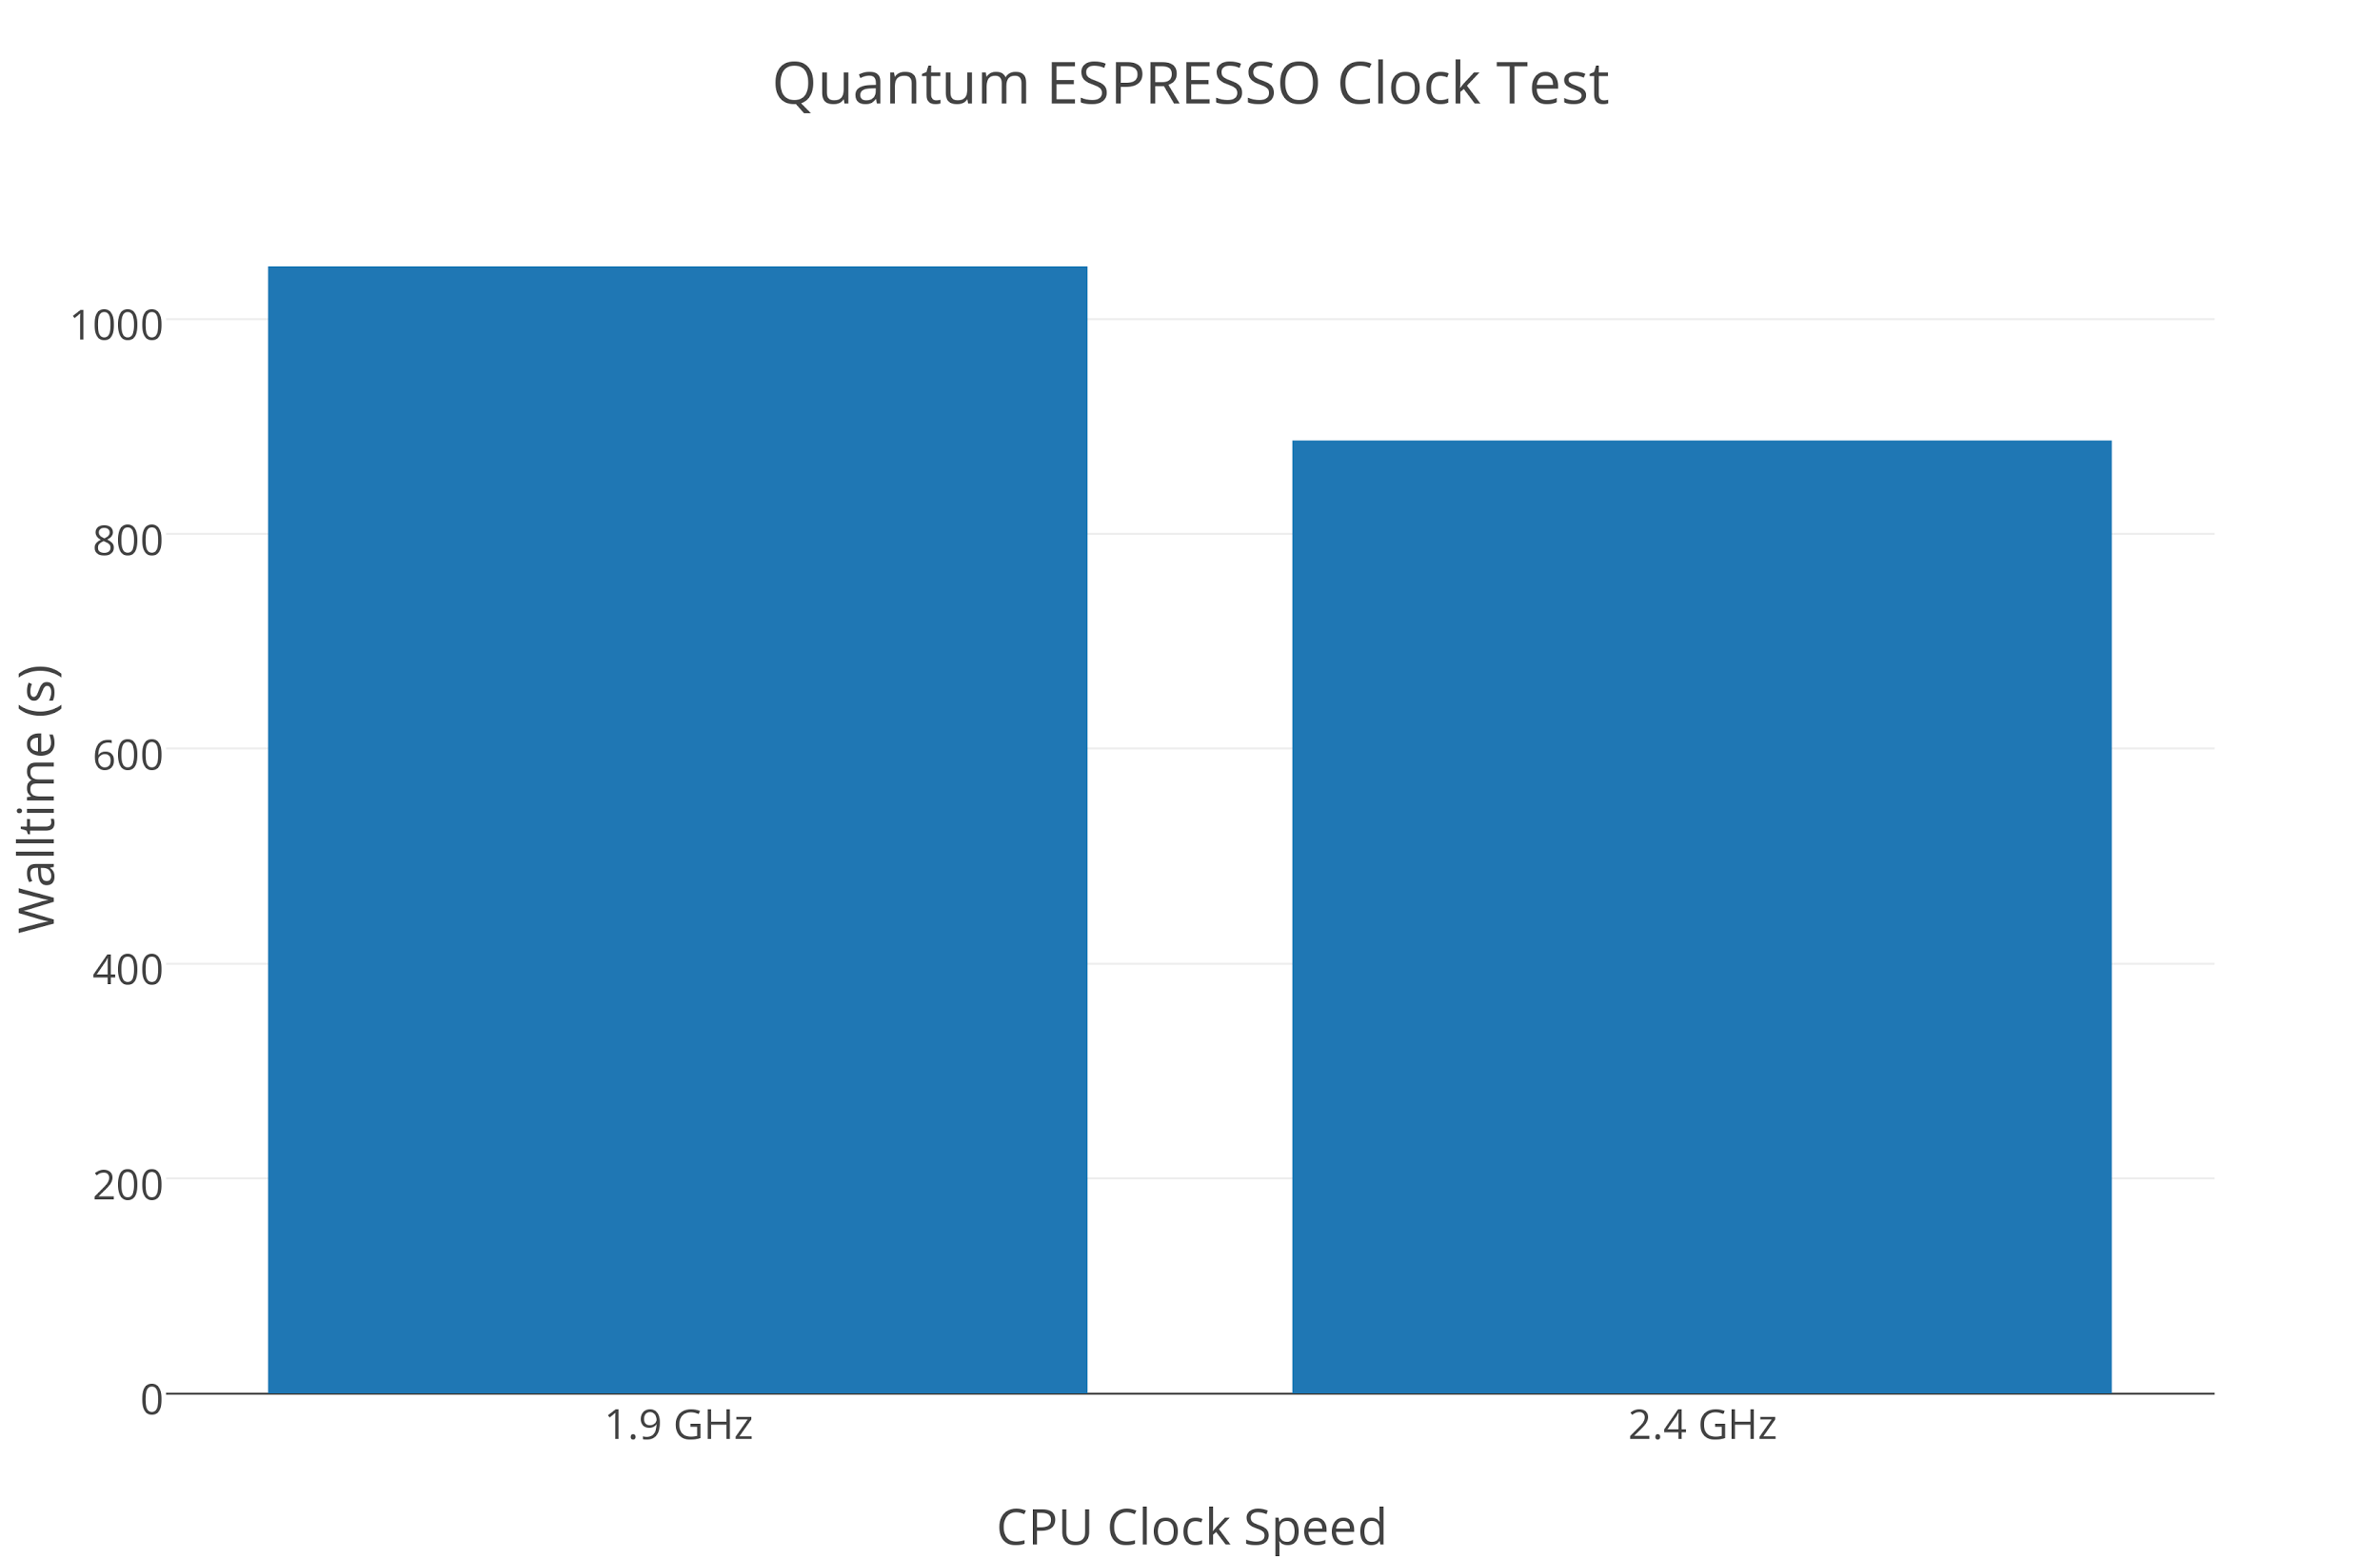 Quantum ESPRESSO Clock Test
1000
800
600
400
200
0
Walltime (s)
1.9 GHz
2.4 GHz
CPU Clock Speed